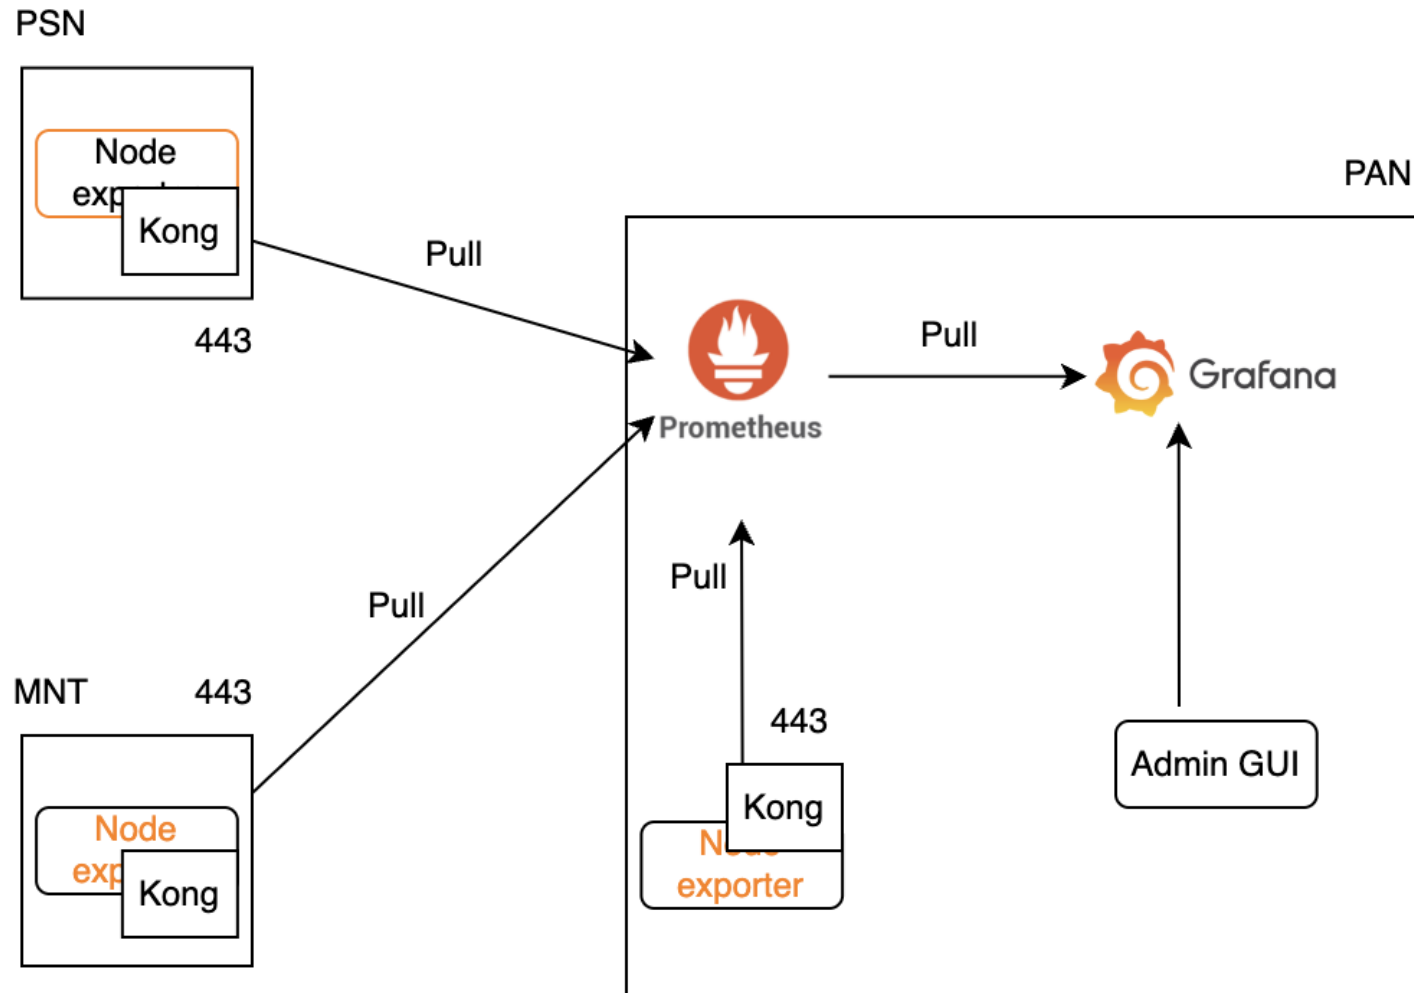 PSN
Node
Kong
443
Pull
PAN
Pull
Prometheus
Grafana
Pull
Pull
MNT 443
Node
Kong
443
Kong
exporter
Admin GUI